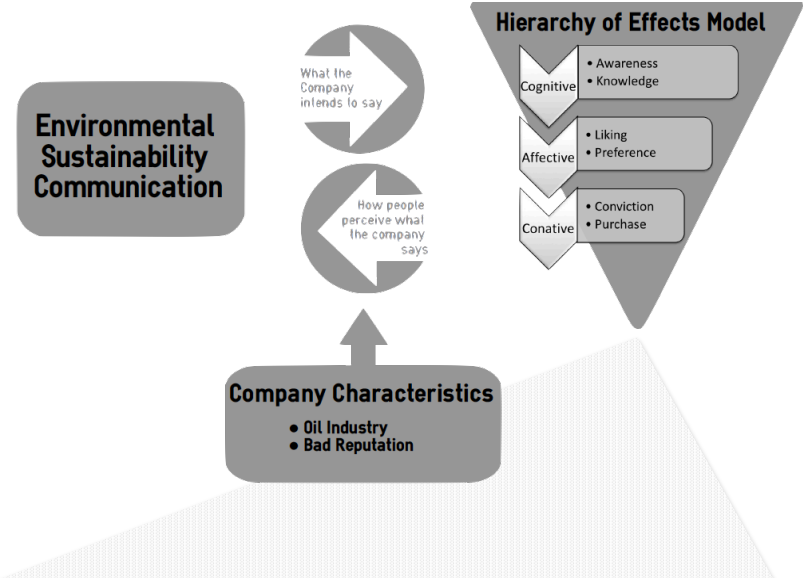 Hierarchy of Effects Model
Cognitive
• Awareness
• Knowledge
Affective
• Liking
• Preference
Conative
• Conviction
• Purchase
What the
Company
intends to say
Environmental
Sustainability
Communication
How people
perceive what
the company
says
Company Characteristics
• Oil Industry
• Bad Reputation